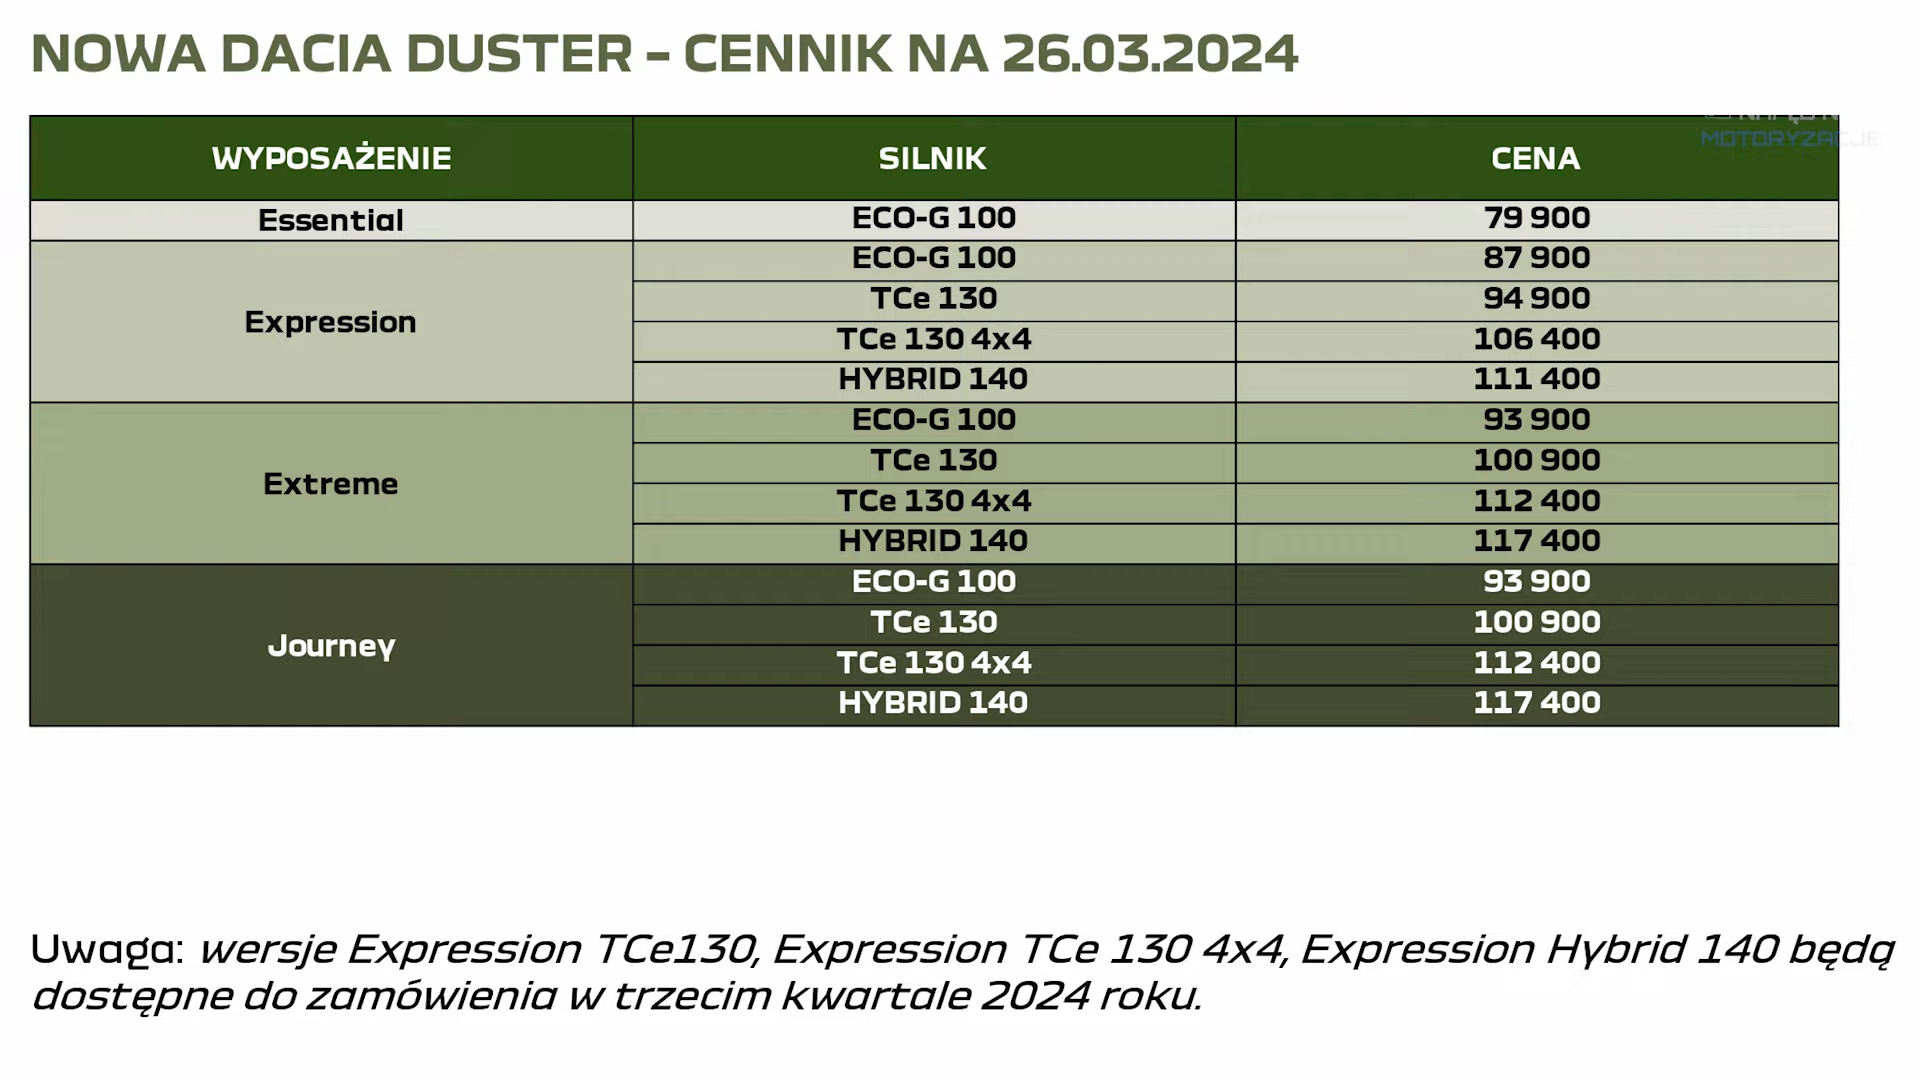 NOWA DACIA DUSTER – CENNIK NA 26.03.2024
MOTORYZACJE
WYPOSAŻENIE SILNIK CENA
Essential ECO-G 100 79 900
Expression ECO-G 100 87 900
TCe 130 94 900
TCe 130 4x4 106 400
HYBRID 140 111 400
Extreme ECO-G 100 93 900
TCe 130 100 900
TCe 130 4x4 112 400
HYBRID 140 117 400
Journey ECO-G 100 93 900
TCe 130 100 900
TCe 130 4x4 112 400
HYBRID 140 117 400
Uwaga: wersje Expression TCe130, Expression TCe 130 4x4, Expression Hybrid 140 będą
dostępne do zamówienia w trzecim kwartale 2024 roku.